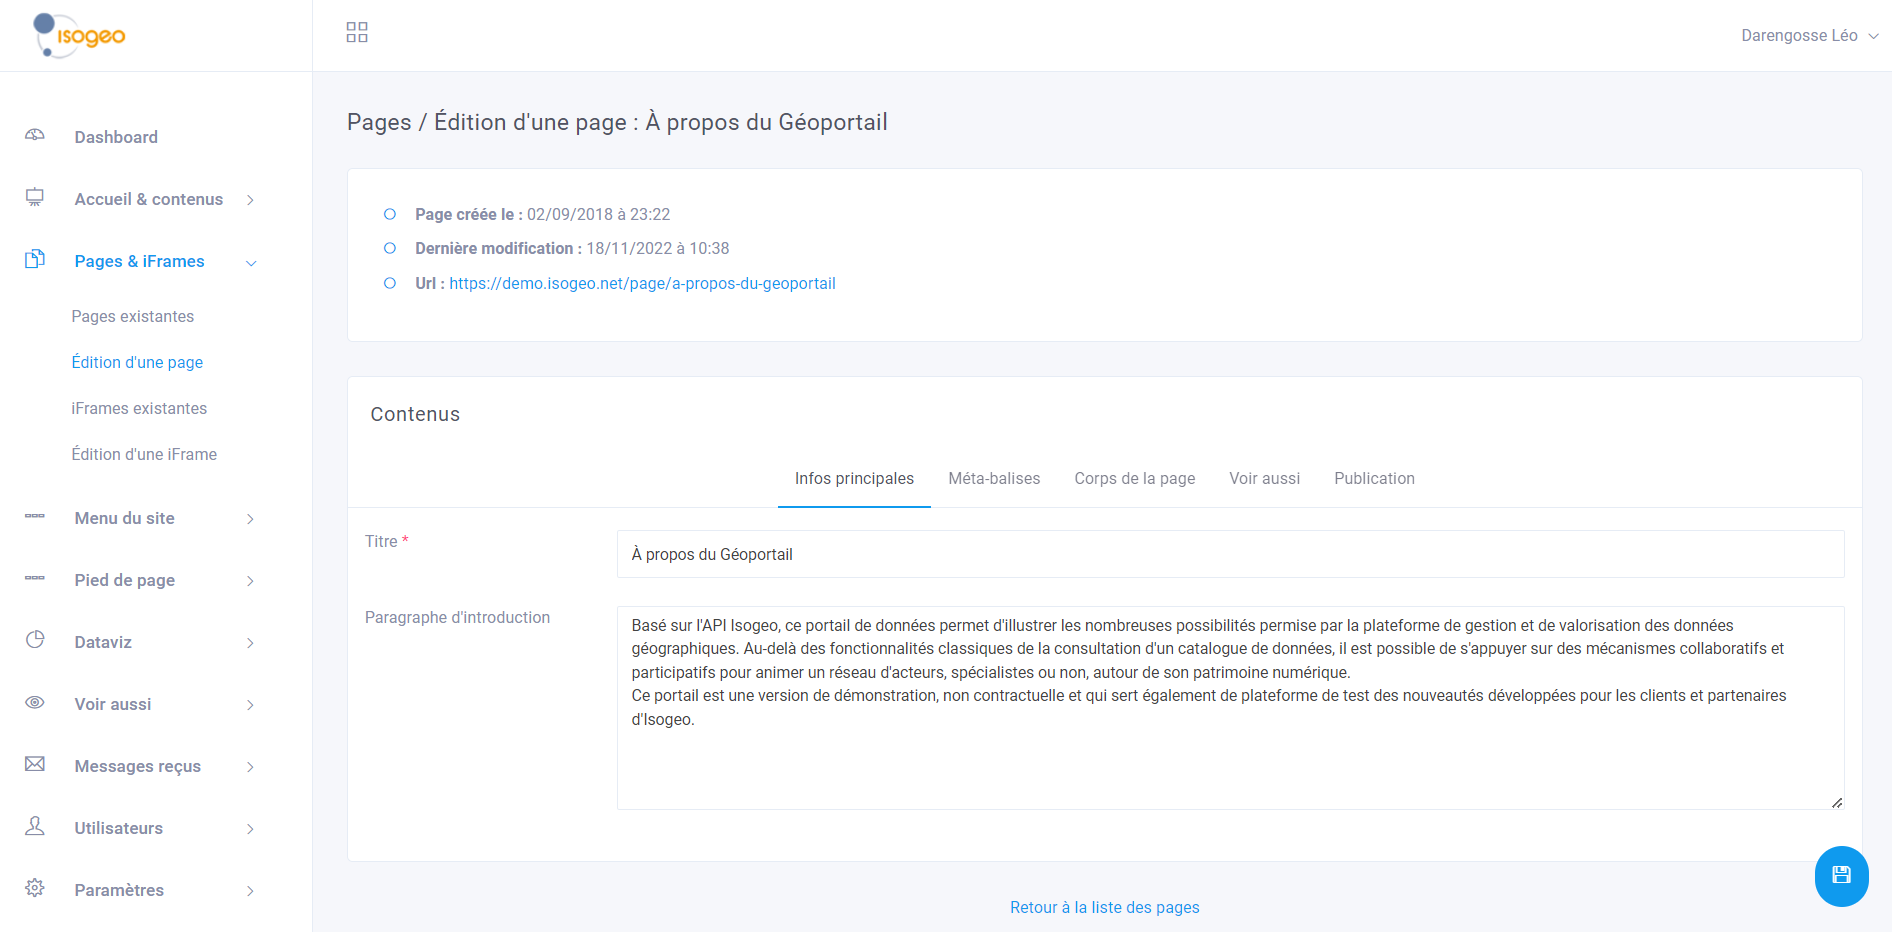 isogeo
Darengosse Léo
Dashboard
Accueil & contenus
Pages & iFrames
Pages existantes
Édition d'une page
iFrames existantes
Édition d'une iFrame
Menu du site
Pied de page
Dataviz
Voir aussi
Messages reçus
Utilisateurs
Paramètres
Pages / Édition d'une page : À propos du Géoportail
Page créée le : 02/09/2018 à 23:22
Dernière modification : 18/11/2022 à 10:38
Url : https://demo.isogeo.net/page/a-propos-du-geoportail
Contenus
Infos principales Méta-balises Corps de la page Voir aussi Publication
Titre *
À propos du Géoportail
Paragraphe d'introduction
Basé sur l'API Isogeo, ce portail de données permet d'illustrer les nombreuses possibilités permise par la plateforme de gestion et de valorisation des données
géographiques. Au-delà des fonctionnalités classiques de la consultation d'un catalogue de données, il est possible de s'appuyer sur des mécanismes collaboratifs et
participatifs pour animer un réseau d'acteurs, spécialistes ou non, autour de son patrimoine numérique.
Ce portail est une version de démonstration, non contractuelle et qui sert également de plateforme de test des nouveautés développées pour les clients et partenaires
d'Isogeo.
Retour à la liste des pages